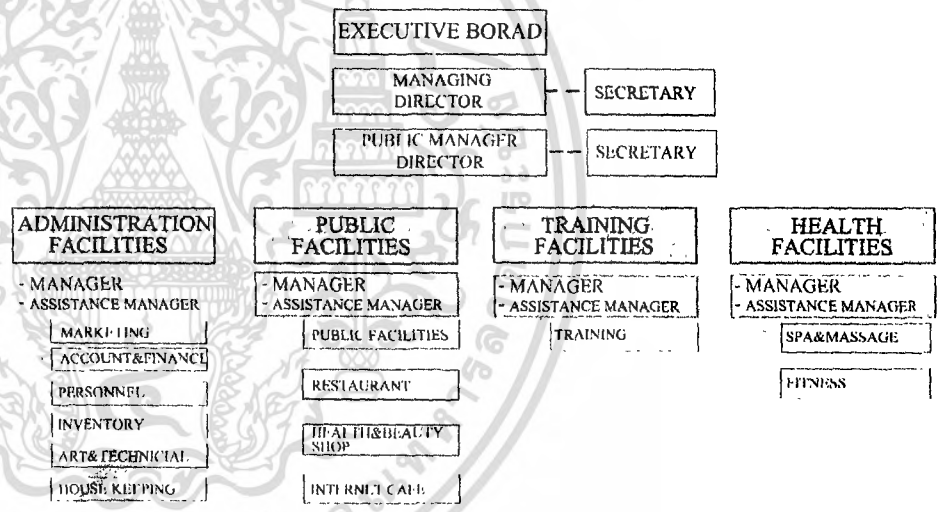 EXECUTIVE BORAD
MANAGING
DIRECTOR
SECRETARY
PUBLIC MANAGER
DIRECTOR
SECRETARY
ADMINISTRATION
FACILITIES
- MANAGER
- ASSISTANCE MANAGER
MARKETING
ACCOUNT&FINANCE
PERSONNEL
INVENTORY
ART&TECHNICIAL
HOUSE KEEPING
PUBLIC
FACILITIES
- MANAGER
- ASSISTANCE MANAGER
PUBLIC FACILITIES
RESTAURANT
HEALTH&BEAUTY
SHOP
INTERNET CAFE
TRAINING
FACILITIES
- MANAGER
- ASSISTANCE MANAGER
TRAINING
HEALTH
FACILITIES
- MANAGER
- ASSISTANCE MANAGER
SPA&MASSAGE
FITNESS